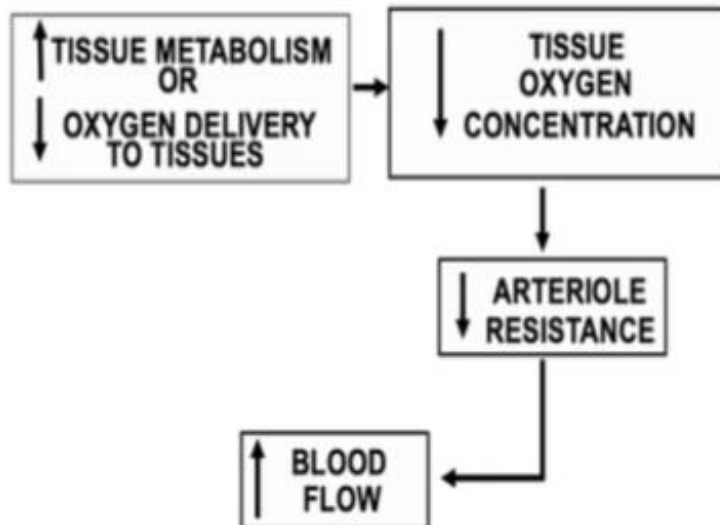 TISSUE METABOLISM
OR
OXYGEN DELIVERY
TO TISSUES
TISSUE
OXYGEN
CONCENTRATION
ARTERIOLE
RESISTANCE
BLOOD
FLOW